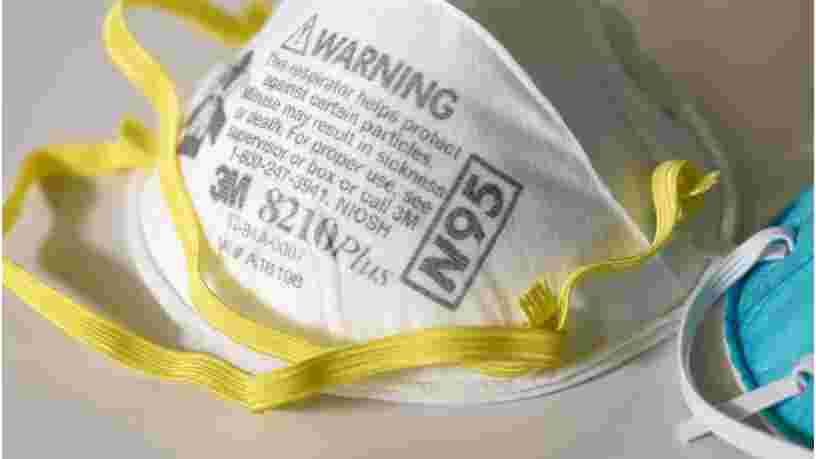 WARNING
This respirator helps protect
against certain particles.
Misuse may result in sickness
or death. For proper use, see
supervisor or box or call 3M
1-800-247-3941. NIOSH
3M 8210Plus
N95